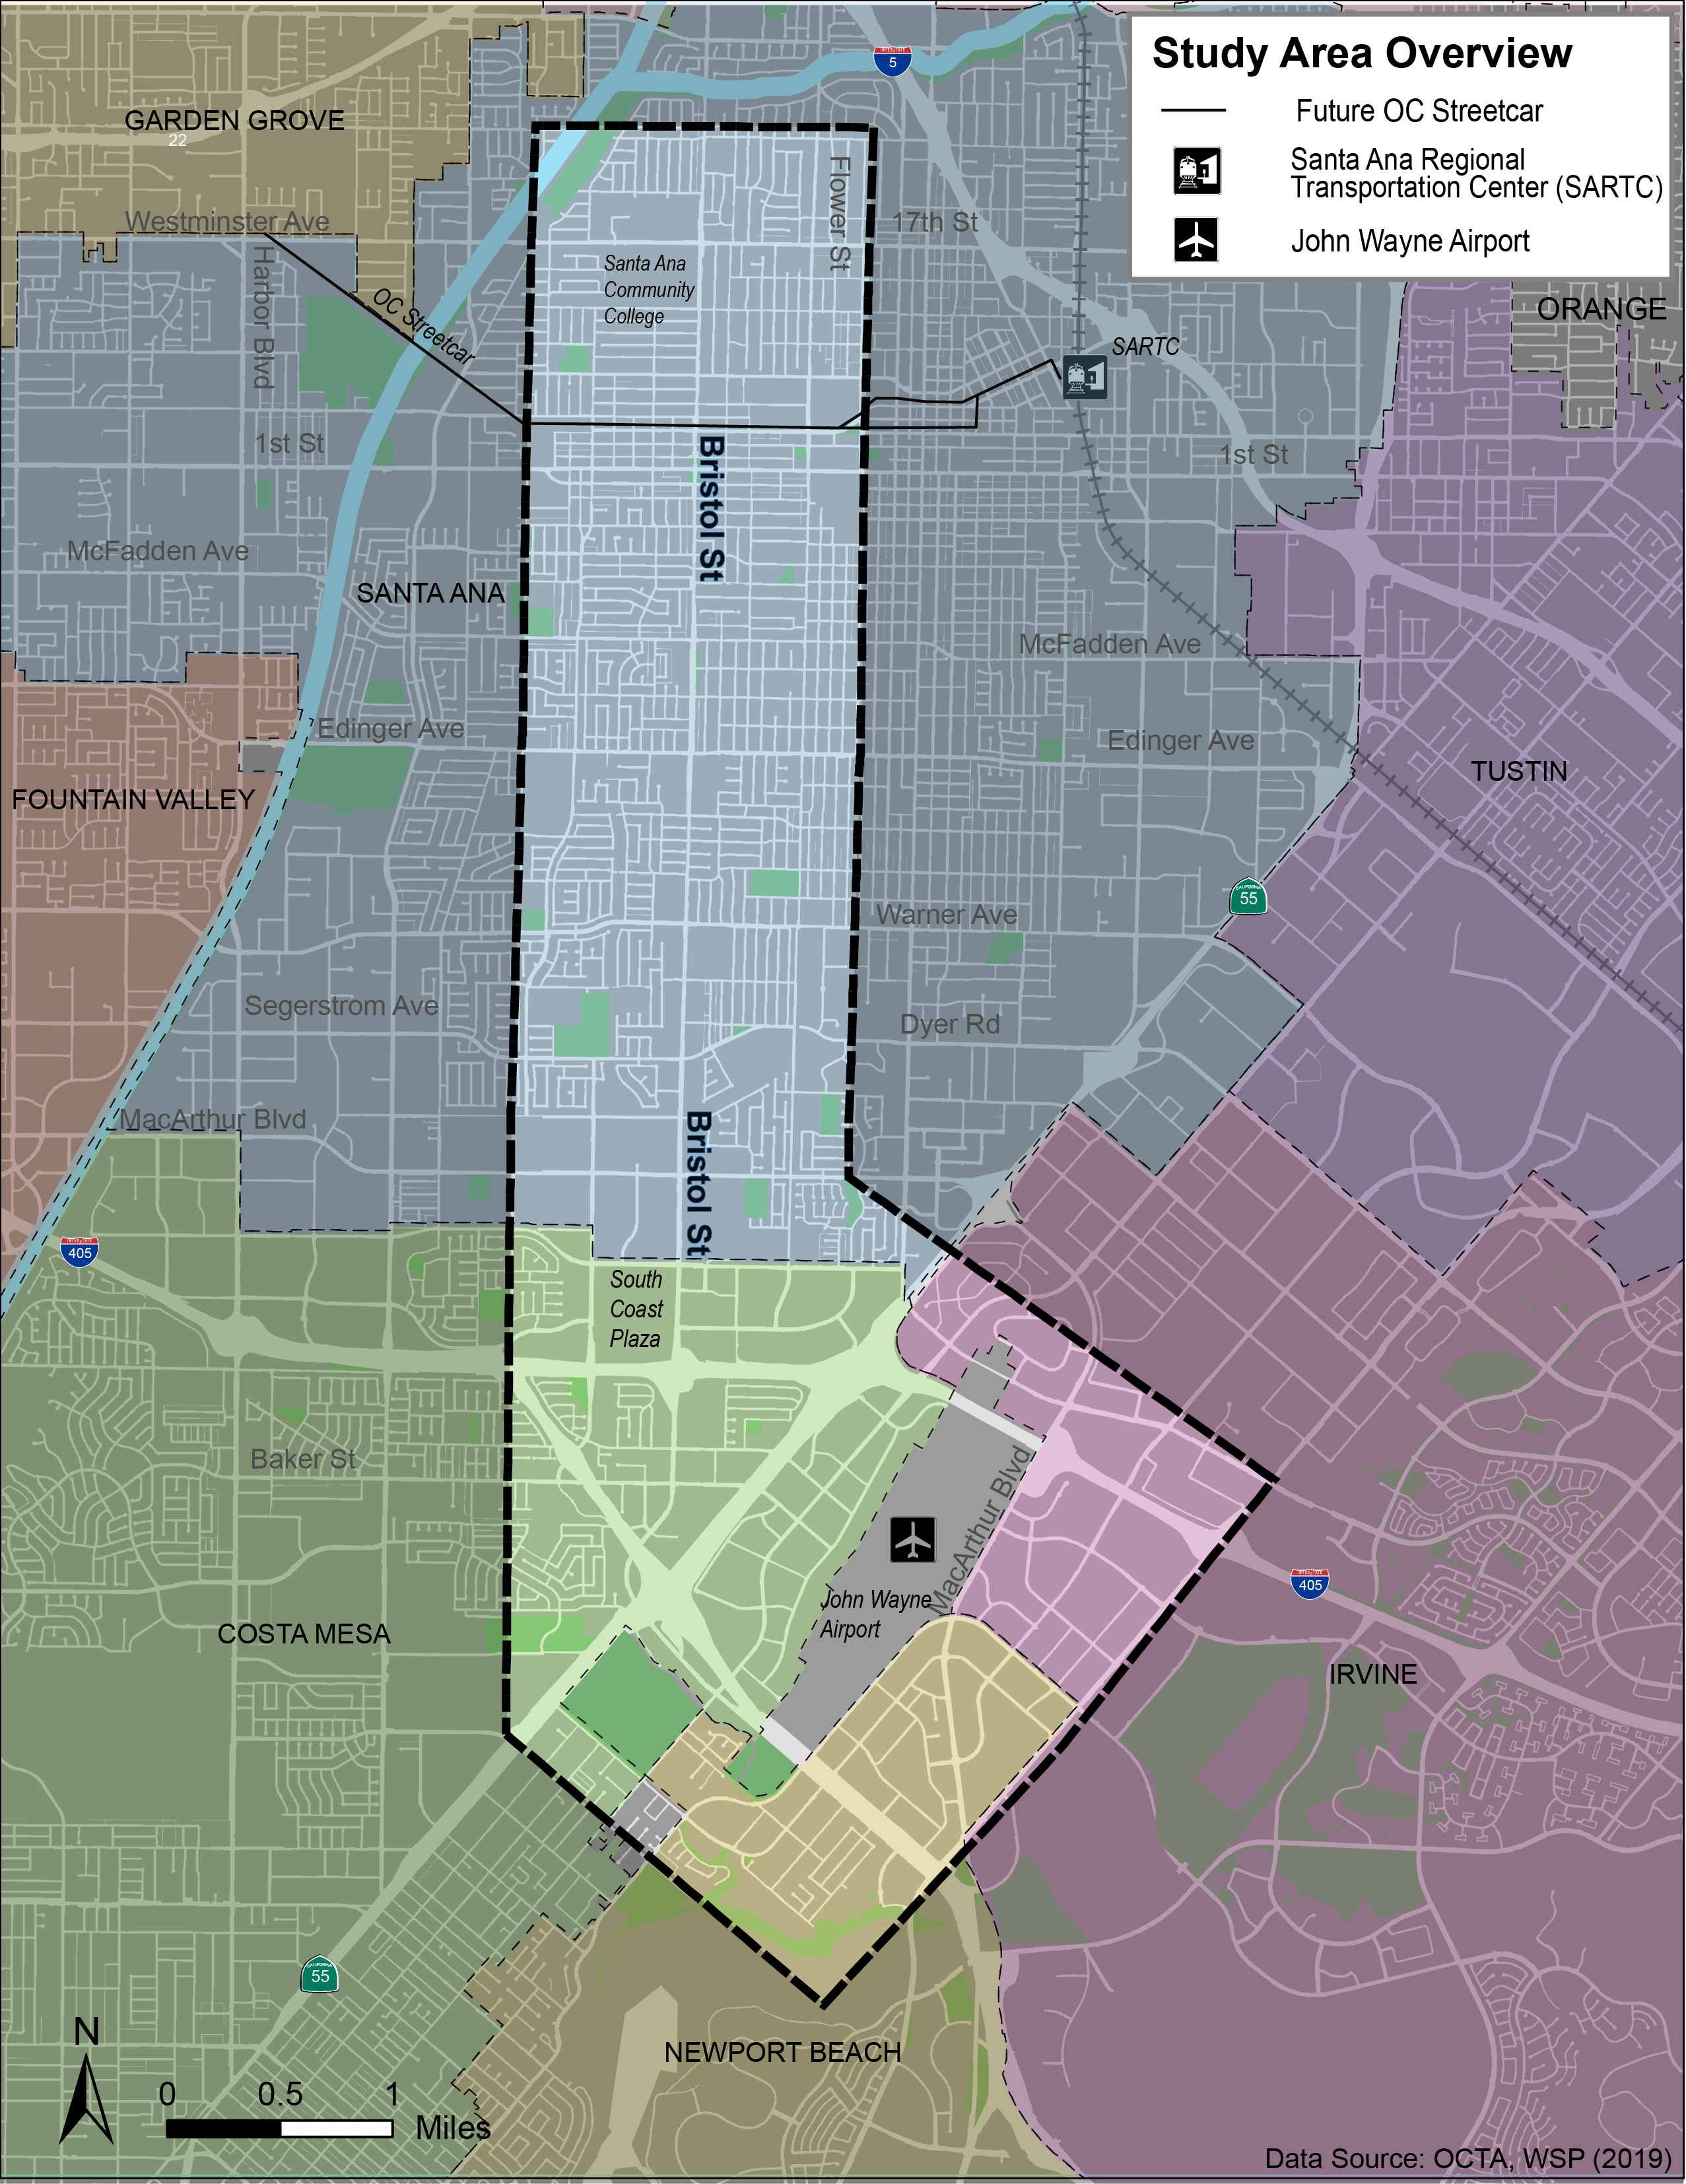 Study Area Overview
Future OC Streetcar
Santa Ana Regional
Transportation Center (SARTC)
John Wayne Airport
5
GARDEN GROVE
22
Westminster Ave
Flower St
17th St
Harbor Blvd
Santa Ana
Community
College
OC Streetcar
ORANGE
SARTC
1st St
Bristol St
1st St
McFadden Ave
SANTA ANA
McFadden Ave
Edinger Ave
Edinger Ave
TUSTIN
FOUNTAIN VALLEY
CALIFORNIA
55
Warner Ave
Segerstrom Ave
Dyer Rd
MacArthur Blvd
Bristol St
INTERSTATE
405
South
Coast
Plaza
Baker St
MacArthur Blvd
INTERSTATE
405
John Wayne
Airport
COSTA MESA
IRVINE
CALIFORNIA
55
N
NEWPORT BEACH
0 0.5 1
Miles
Data Source: OCTA, WSP (2019)